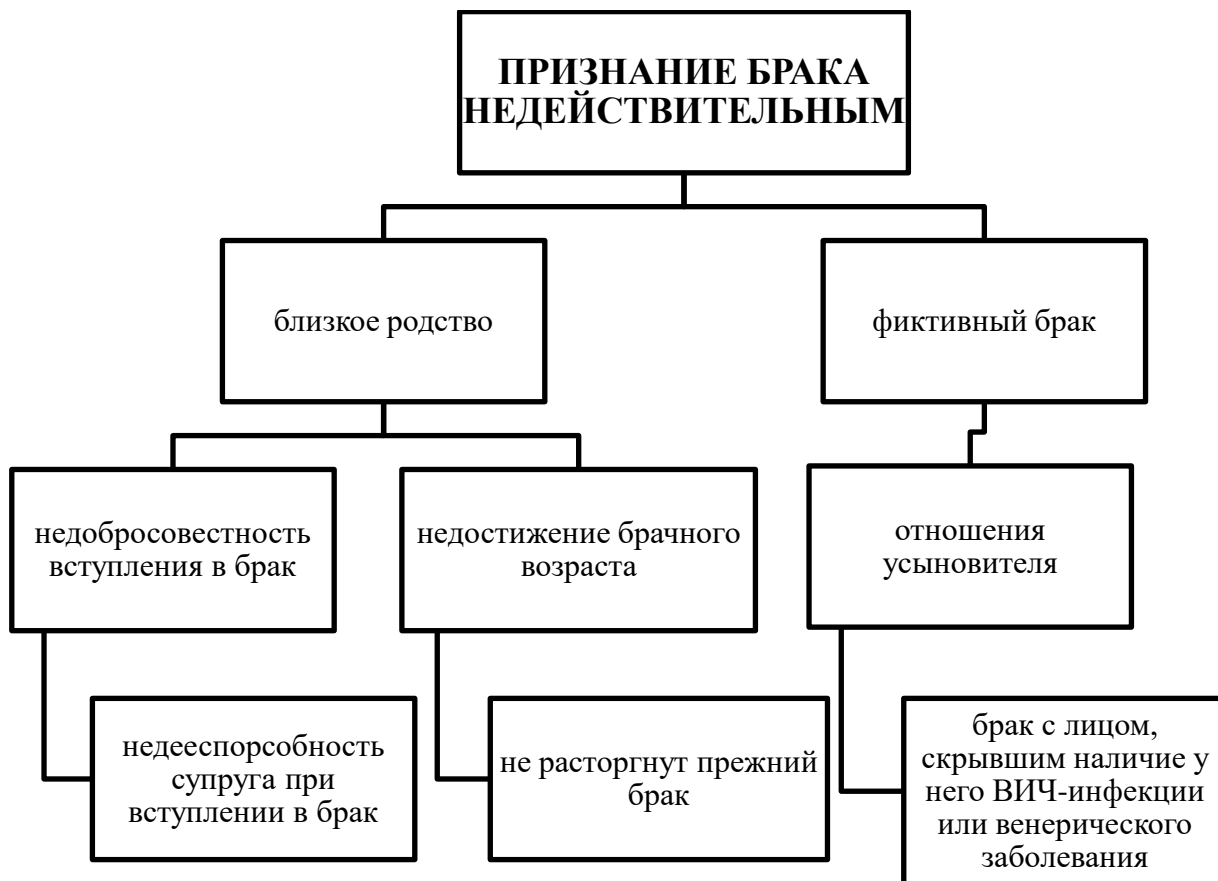 ПРИЗНАНИЕ БРАКА
НЕДЕЙСТВИТЕЛЬНЫМ
близкое родство
фиктивный брак
недобросовестность
вступления в брак
недостижение брачного
возраста
отношения
усыновителя
недееспорсобность
супруга при
вступлении в брак
не расторгнут прежний
брак
брак с лицом,
скрывшим наличие у
него ВИЧ-инфекции
или венерического
заболевания